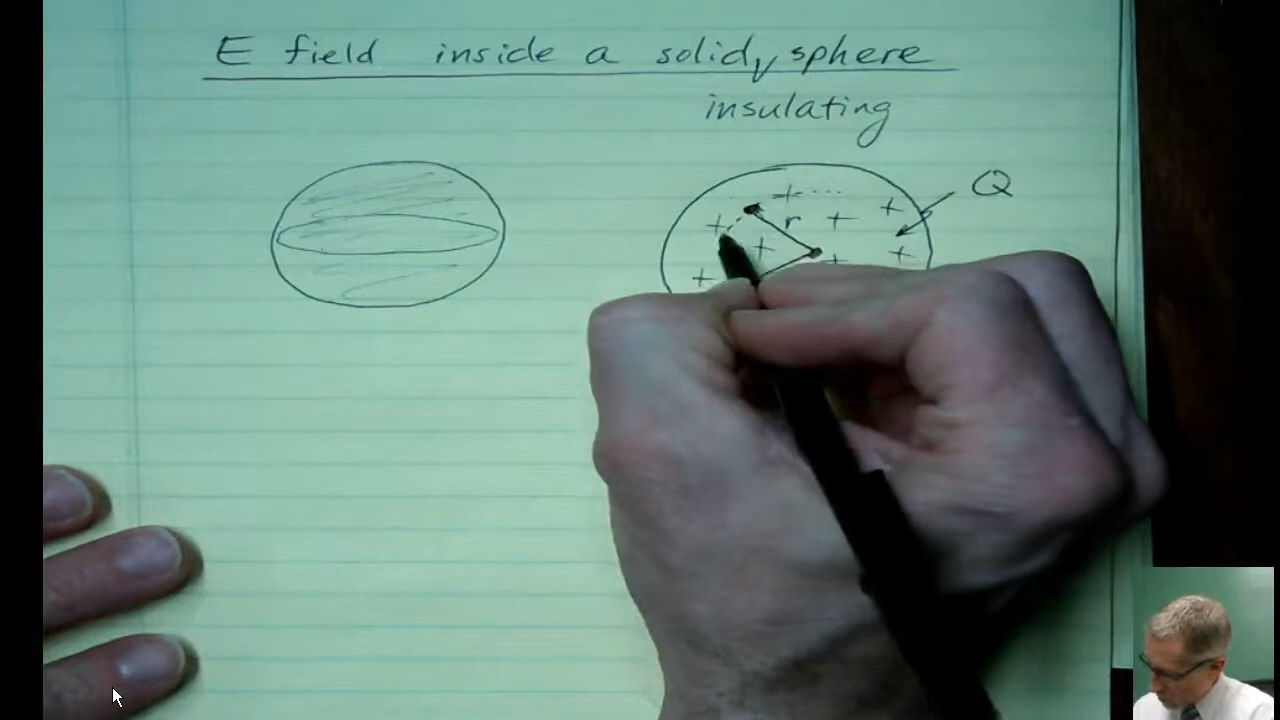 E field inside a solid sphere
insulating
+ ... Q
+ r + +
+ +
+ +